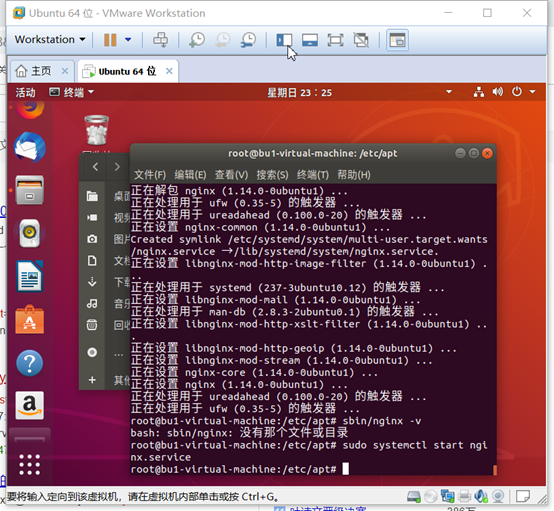 Ubuntu 64 位 - VMware Workstation
Workstation
主页
Ubuntu 64 位
活动
终端
星期日 23：25
root@bu1-virtual-machine: /etc/apt
文件(F) 编辑(E) 查看(V) 搜索(S) 终端(T) 帮助(H)
正在解包 nginx (1.14.0-0ubuntu1) ...
正在处理用于 ufw (0.35-5) 的触发器 ...
正在处理用于 ureadahead (0.100.0-20) 的触发器 ...
正在设置 nginx-common (1.14.0-0ubuntu1) ...
Created symlink /etc/systemd/system/multi-user.target.wants
/nginx.service →/lib/systemd/system/nginx.service.
正在设置 libnginx-mod-http-image-filter (1.14.0-0ubuntu1) .
..
正在处理用于 systemd (237-3ubuntu10.12) 的触发器 ...
正在设置 libnginx-mod-mail (1.14.0-0ubuntu1) ...
正在处理用于 man-db (2.8.3-2ubuntu0.1) 的触发器 ...
正在设置 libnginx-mod-http-xslt-filter (1.14.0-0ubuntu1) ..
.
正在设置 libnginx-mod-http-geoip (1.14.0-0ubuntu1) ...
正在设置 libnginx-mod-stream (1.14.0-0ubuntu1) ...
正在设置 nginx-core (1.14.0-0ubuntu1) ...
正在设置 nginx (1.14.0-0ubuntu1) ...
正在处理用于 ureadahead (0.100.0-20) 的触发器 ...
正在处理用于 ufw (0.35-5) 的触发器 ...
root@bu1-virtual-machine:/etc/apt# sbin/nginx -v
bash: sbin/nginx: 没有那个文件或目录
root@bu1-virtual-machine:/etc/apt# sudo systemctl start ngi
nx.service
root@bu1-virtual-machine:/etc/apt#
桌面
视频
图片
文档
下载
音乐
回收
...
其他
要将输入定向到该虚拟机，请在虚拟机内部单击或按 Ctrl+G。